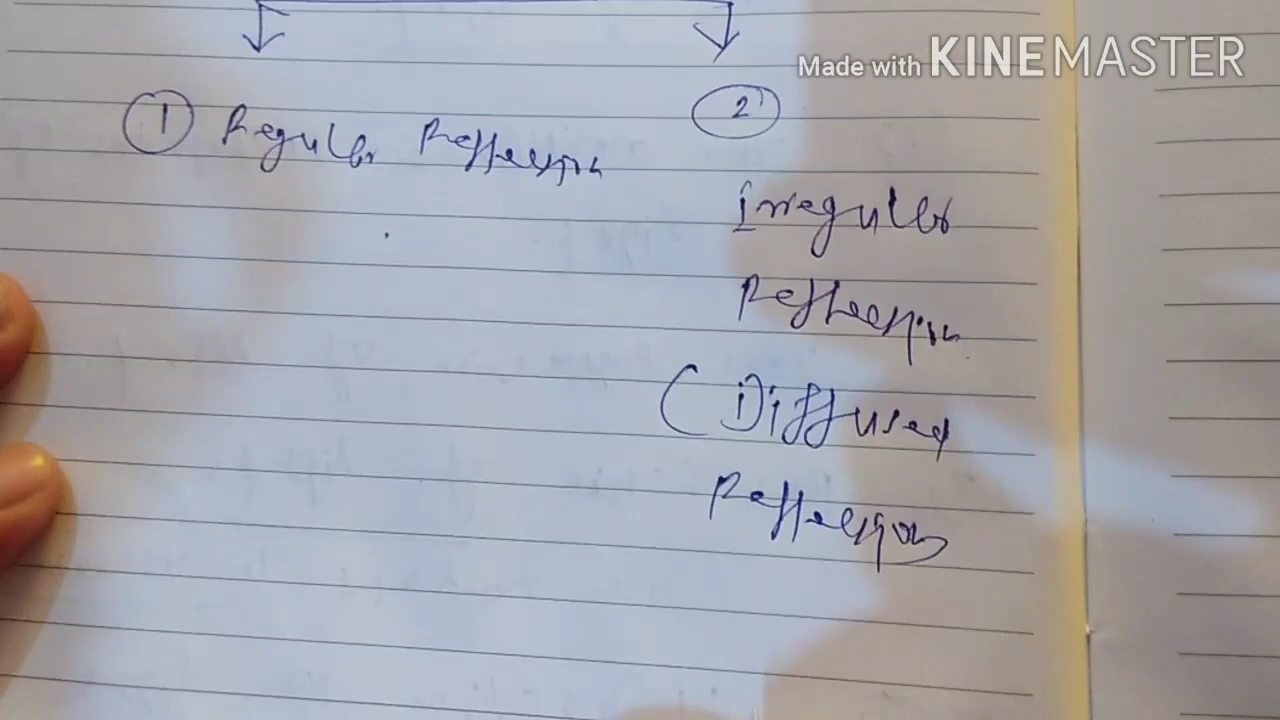 Made with KINEMASTER
1 Regular Reflection
2
Irregular
Reflection
(Diffused
Reflection